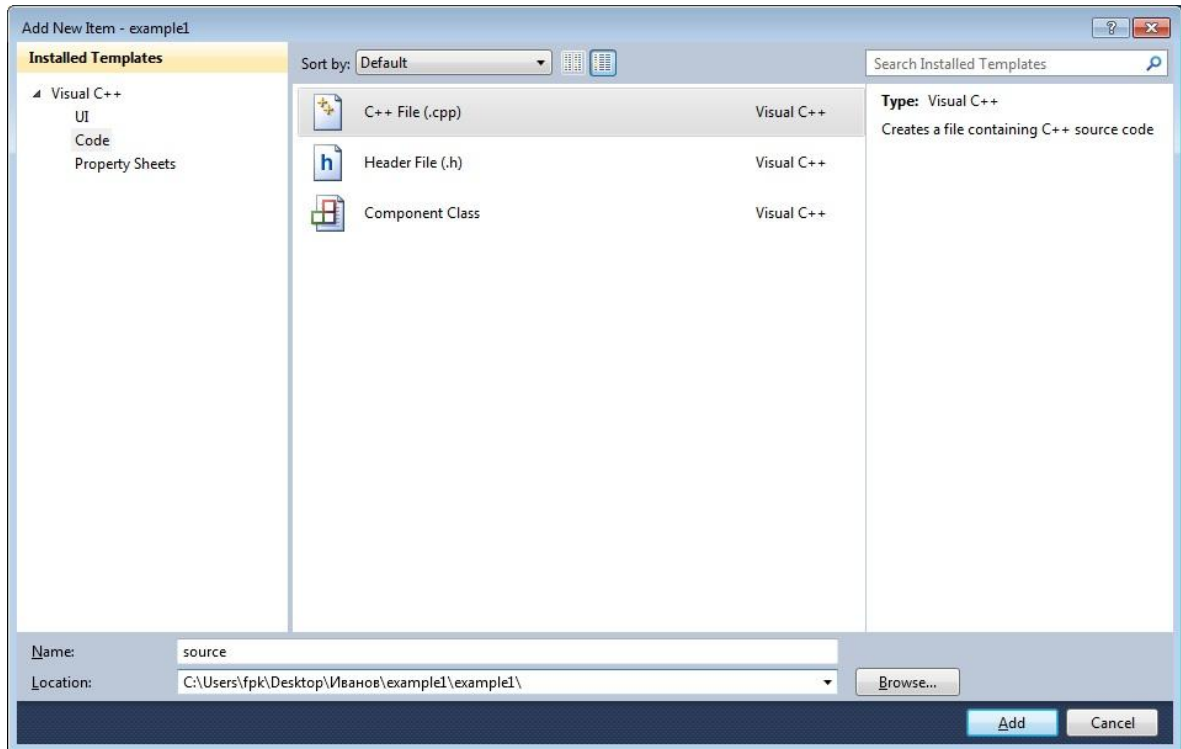 Add New Item - example1
Installed Templates
Sort by: Default
Search Installed Templates
Visual C++
UI
Code
Property Sheets
C++ File (.cpp) Visual C++
Header File (.h) Visual C++
Component Class Visual C++
Type: Visual C++
Creates a file containing C++ source code
Name: source
Location: C:\Users\fpk\Desktop\Иванов\example1\example1\
Browse...
Add Cancel